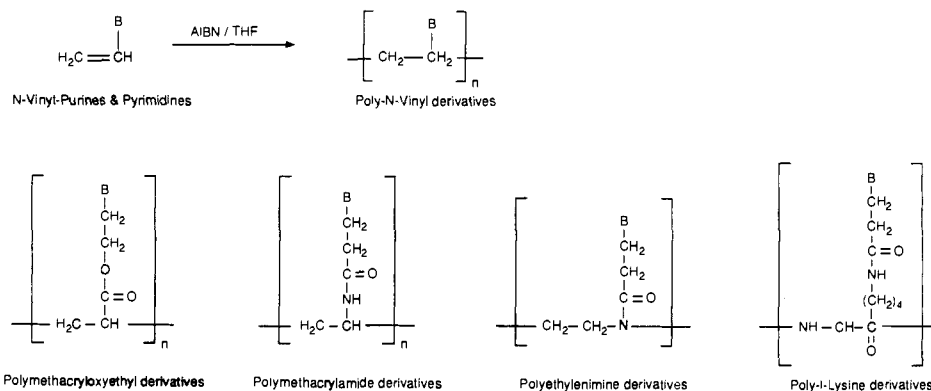 B
AIBN / THF
B
H₂C=CH
CH₂—CH₂
n
N-Vinyl-Purines & Pyrimidines
Poly-N-Vinyl derivatives
B
CH₂
CH₂
O
C=O
H₂C—CH
n
B
CH₂
CH₂
C=O
NH
H₂C—CH
n
B
CH₂
CH₂
C=O
CH₂—CH₂—N
B
CH₂
CH₂
C=O
NH
(CH₂)₄
NH—CH—C
O
Polymethacryloxyethyl derivatives
Polymethacrylamide derivatives
Polyethylenimine derivatives
Poly-l-Lysine derivatives